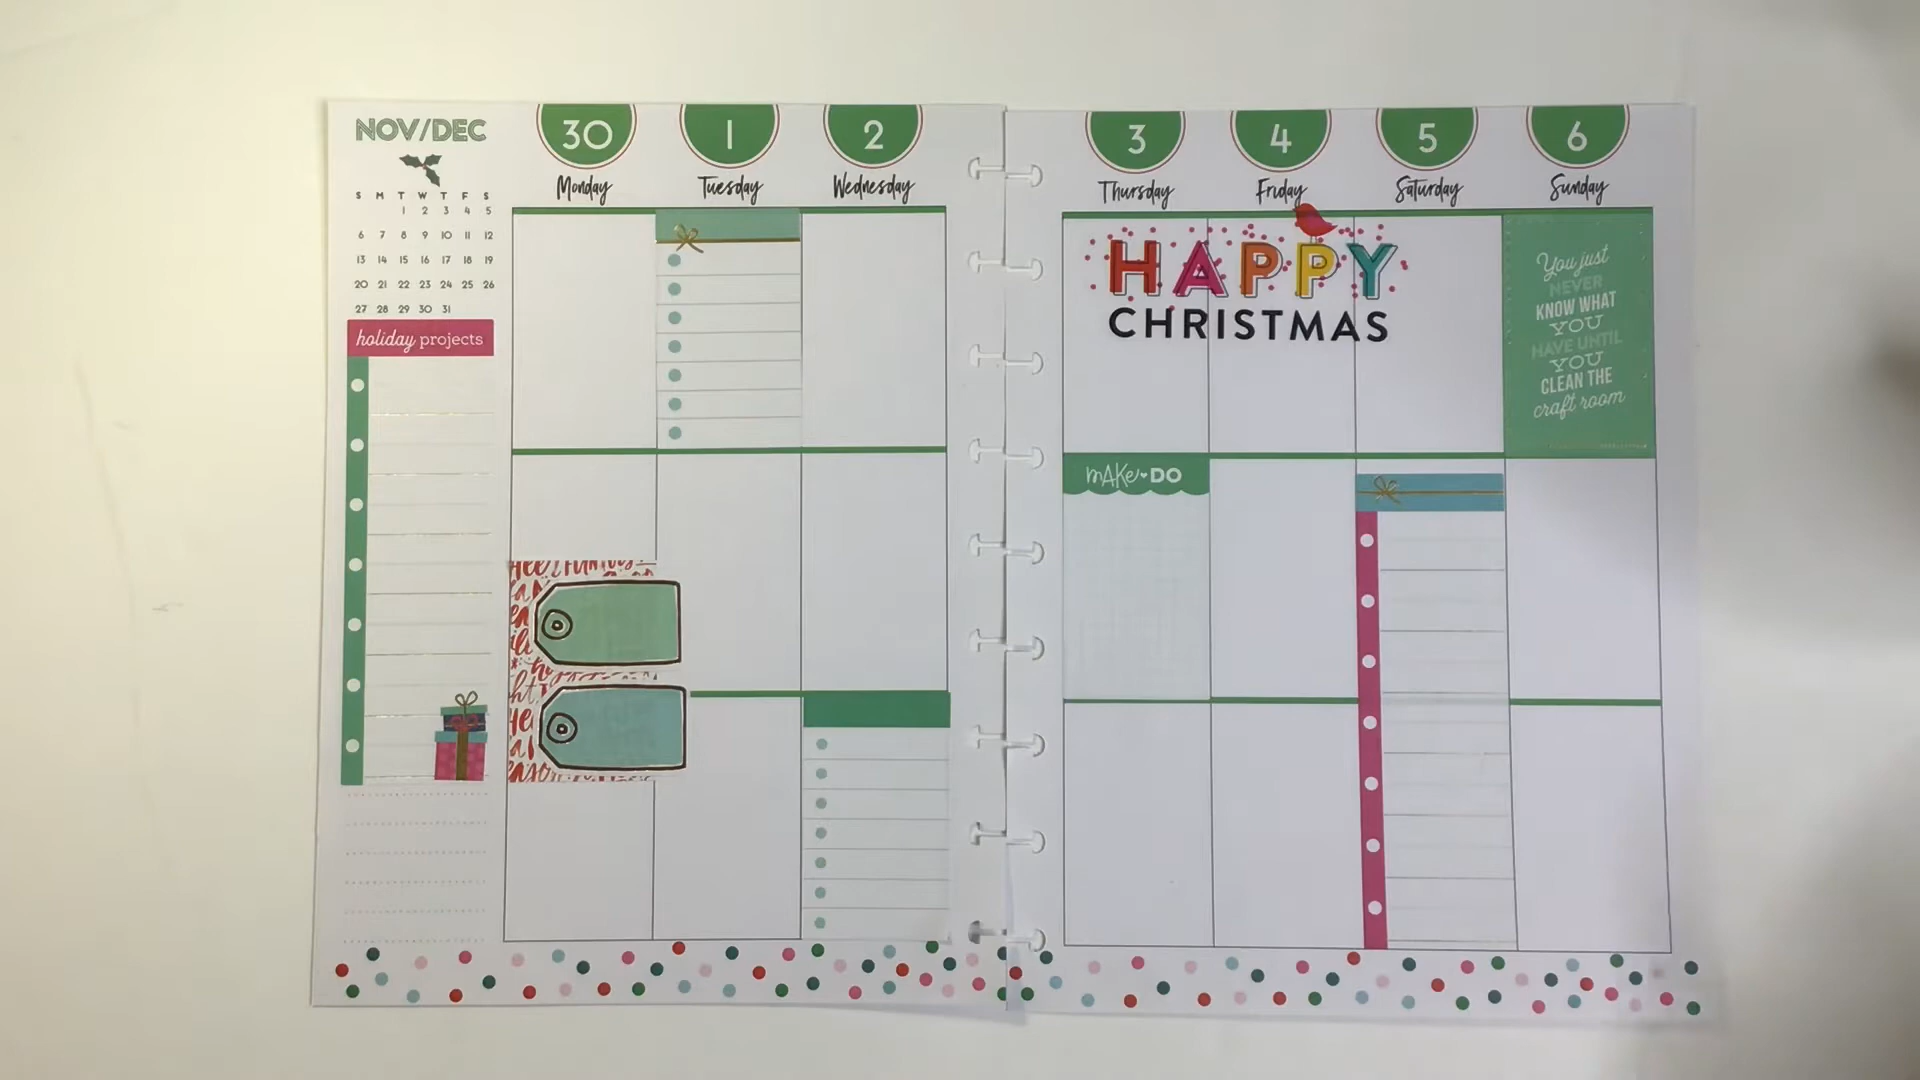 NOV/DEC
S M T W T F S
1 2 3 4 5
6 7 8 9 10 11 12
13 14 15 16 17 18 19
20 21 22 23 24 25 26
27 28 29 30 31
holiday projects
30 1 2
Monday Tuesday Wednesday
3 4 5 6
Thursday Friday Saturday Sunday
HAPPY
CHRISTMAS
You just
NEVER
KNOW WHAT
YOU
HAVE UNTIL
YOU
CLEAN THE
craft room
MAKE DO